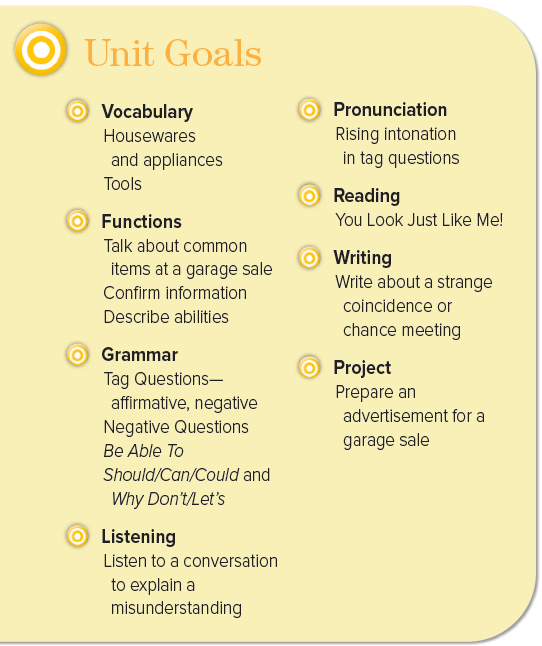 Unit Goals
Vocabulary
Housewares
and appliances
Tools
Functions
Talk about common
items at a garage sale
Confirm information
Describe abilities
Grammar
Tag Questions—
affirmative, negative
Negative Questions
Be Able To
Should/Can/Could and
Why Don't/Let's
Listening
Listen to a conversation
to explain a
misunderstanding
Pronunciation
Rising intonation
in tag questions
Reading
You Look Just Like Me!
Writing
Write about a strange
coincidence or
chance meeting
Project
Prepare an
advertisement for a
garage sale